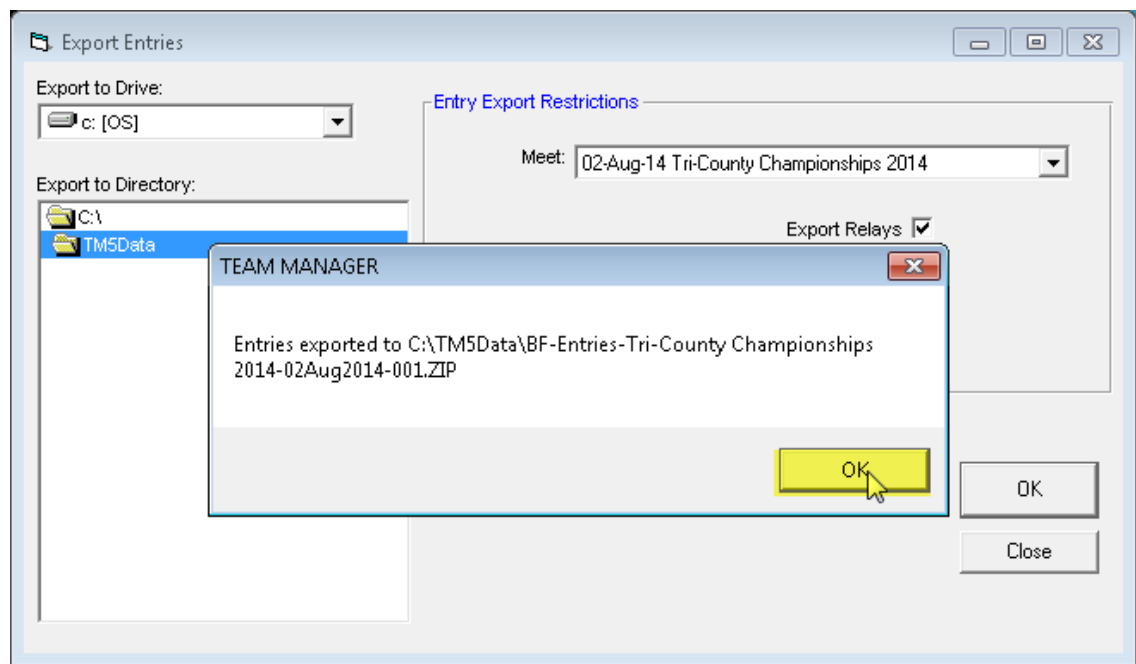 Export Entries
Export to Drive:
c: [OS]
Export to Directory:
C:\
TM5Data
Entry Export Restrictions
Meet: 02-Aug-14 Tri-County Championships 2014
Export Relays
TEAM MANAGER
Entries exported to C:\TM5Data\BF-Entries-Tri-County Championships
2014-02Aug2014-001.ZIP
OK
OK
Close